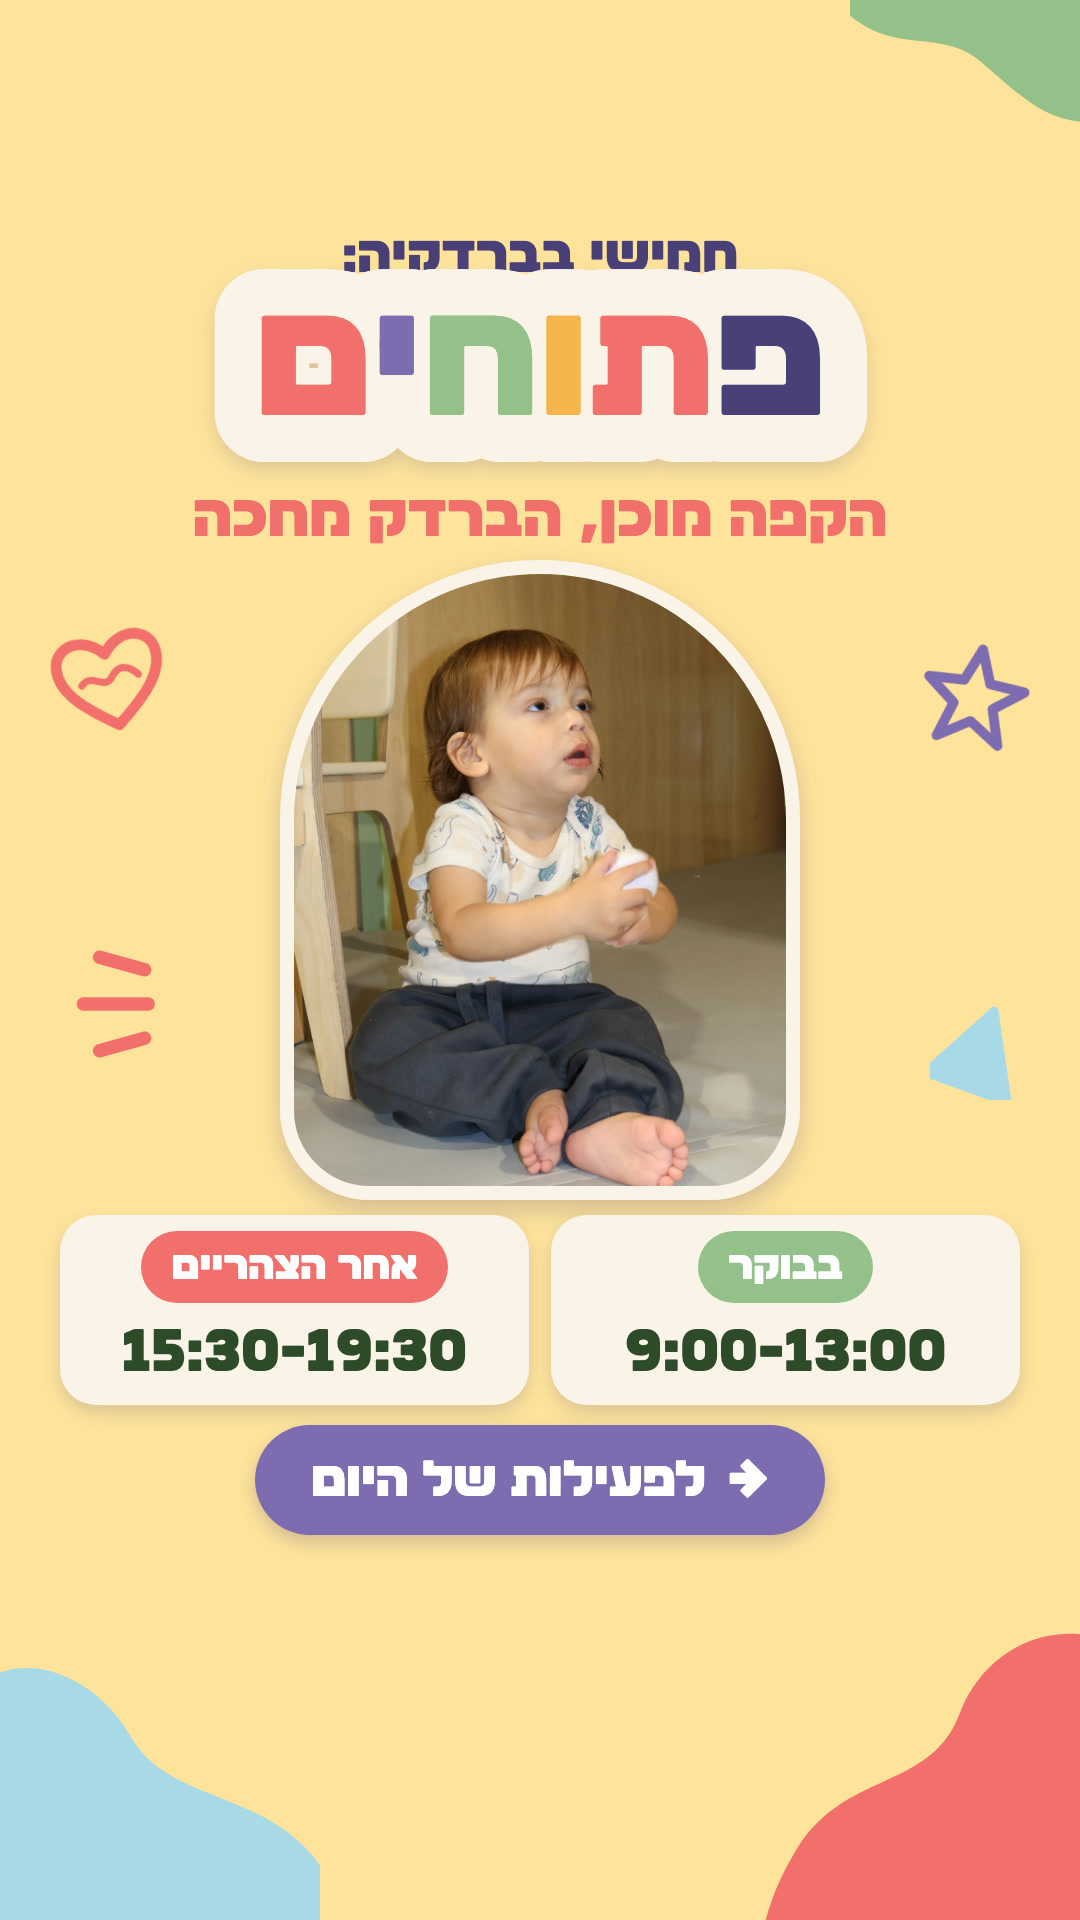 חמישי בברדקיה:
פתוחים
הקפה מוכן, הברדק מחכה
בבוקר
9:00-13:00
אחר הצהריים
15:30-19:30
→ לפעילות של היום